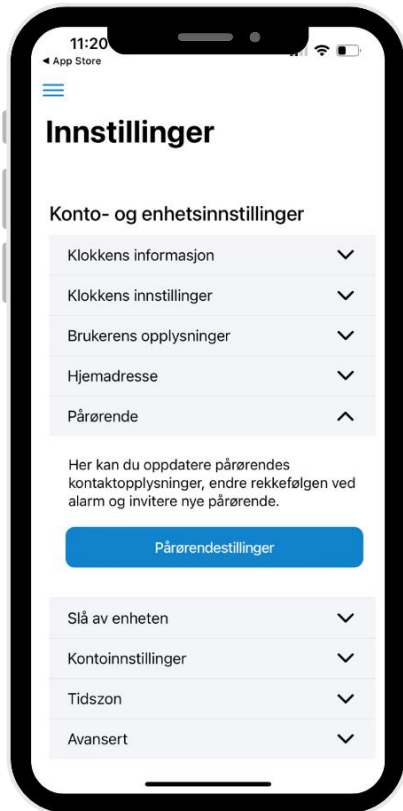 11:20
◀ App Store
Innstillinger
Konto- og enhetsinnstillinger
Klokkens informasjon
Klokkens innstillinger
Brukerens opplysninger
Hjemadresse
Pårørende
Her kan du oppdatere pårørendes
kontaktopplysninger, endre rekkefølgen ved
alarm og invitere nye pårørende.
Pårørendestillinger
Slå av enheten
Kontoinnstillinger
Tidszon
Avansert